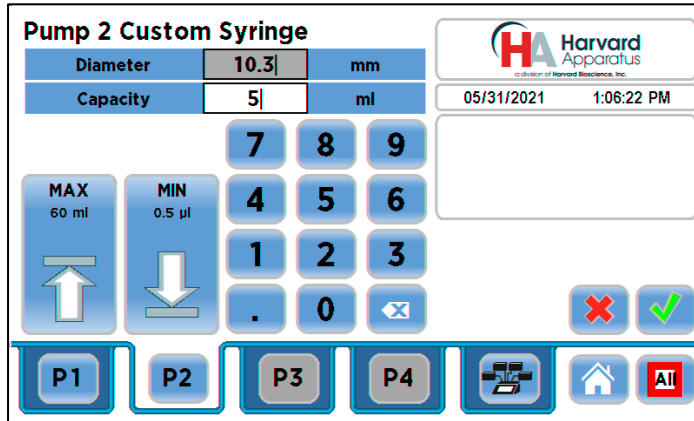 Pump 2 Custom Syringe
Diameter 10.3 mm
Capacity 5 ml
HA Harvard
Apparatus
a division of Harvard Bioscience, Inc.
05/31/2021 1:06:22 PM
MAX
60 ml
MIN
0.5 µl
7 8 9
4 5 6
1 2 3
. 0
P1 P2 P3 P4 All